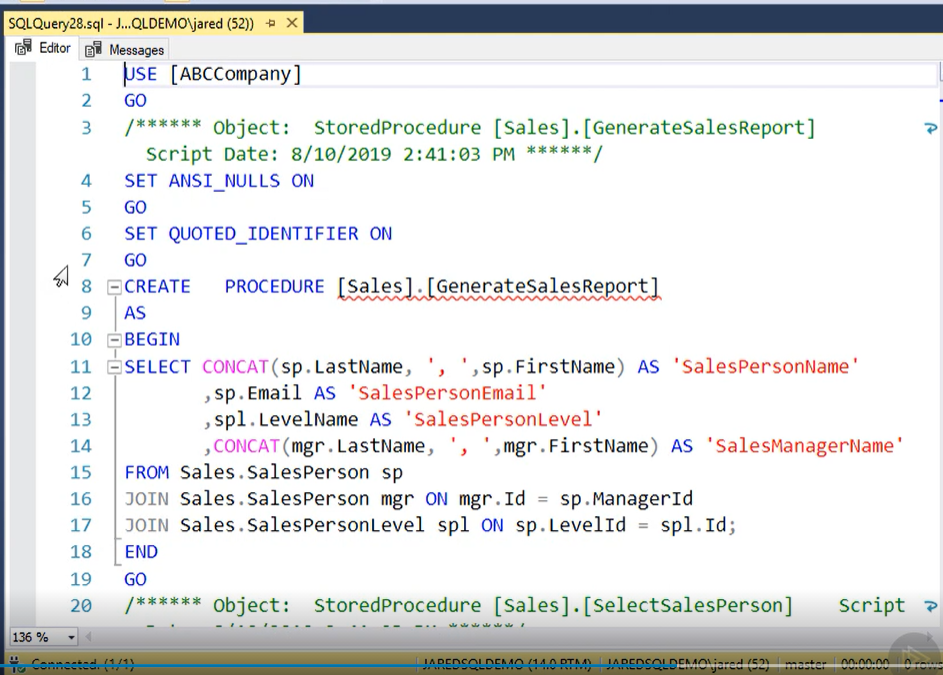 SQLQuery28.sql - J...QLDEMO\jared (52))
Editor Messages
1 USE [ABCCompany]
2 GO
3 /****** Object:  StoredProcedure [Sales].[GenerateSalesReport]
Script Date: 8/10/2019 2:41:03 PM ******/
4 SET ANSI_NULLS ON
5 GO
6 SET QUOTED_IDENTIFIER ON
7 GO
8 CREATE   PROCEDURE [Sales].[GenerateSalesReport]
9 AS
10 BEGIN
11 SELECT CONCAT(sp.LastName, ', ',sp.FirstName) AS 'SalesPersonName'
12 ,sp.Email AS 'SalesPersonEmail'
13 ,spl.LevelName AS 'SalesPersonLevel'
14 ,CONCAT(mgr.LastName, ', ',mgr.FirstName) AS 'SalesManagerName'
15 FROM Sales.SalesPerson sp
16 JOIN Sales.SalesPerson mgr ON mgr.Id = sp.ManagerId
17 JOIN Sales.SalesPersonLevel spl ON sp.LevelId = spl.Id;
18 END
19 GO
20 /****** Object:  StoredProcedure [Sales].[SelectSalesPerson]    Script
136 %
Connected. (1/1) JAREDSQLDEMO (14.0 RTM) JAREDSQLDEMO\jared (52) master 00:00:00 0 rows